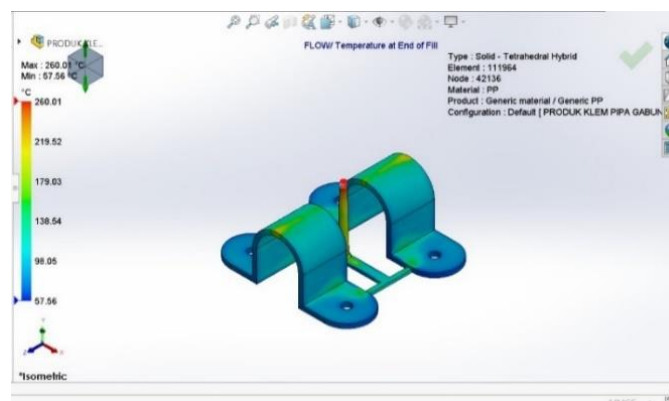 PRODUK KLE...
FLOW/ Temperature at End of Fill
Max : 260.01 °C
Min : 57.56 °C
°C
260.01
219.52
179.03
138.54
98.05
57.56
Type : Solid - Tetrahedral Hybrid
Element : 111964
Node : 42136
Material : PP
Product : Generic material / Generic PP
Configuration : Default [ PRODUK KLEM PIPA GABUN
*Isometric